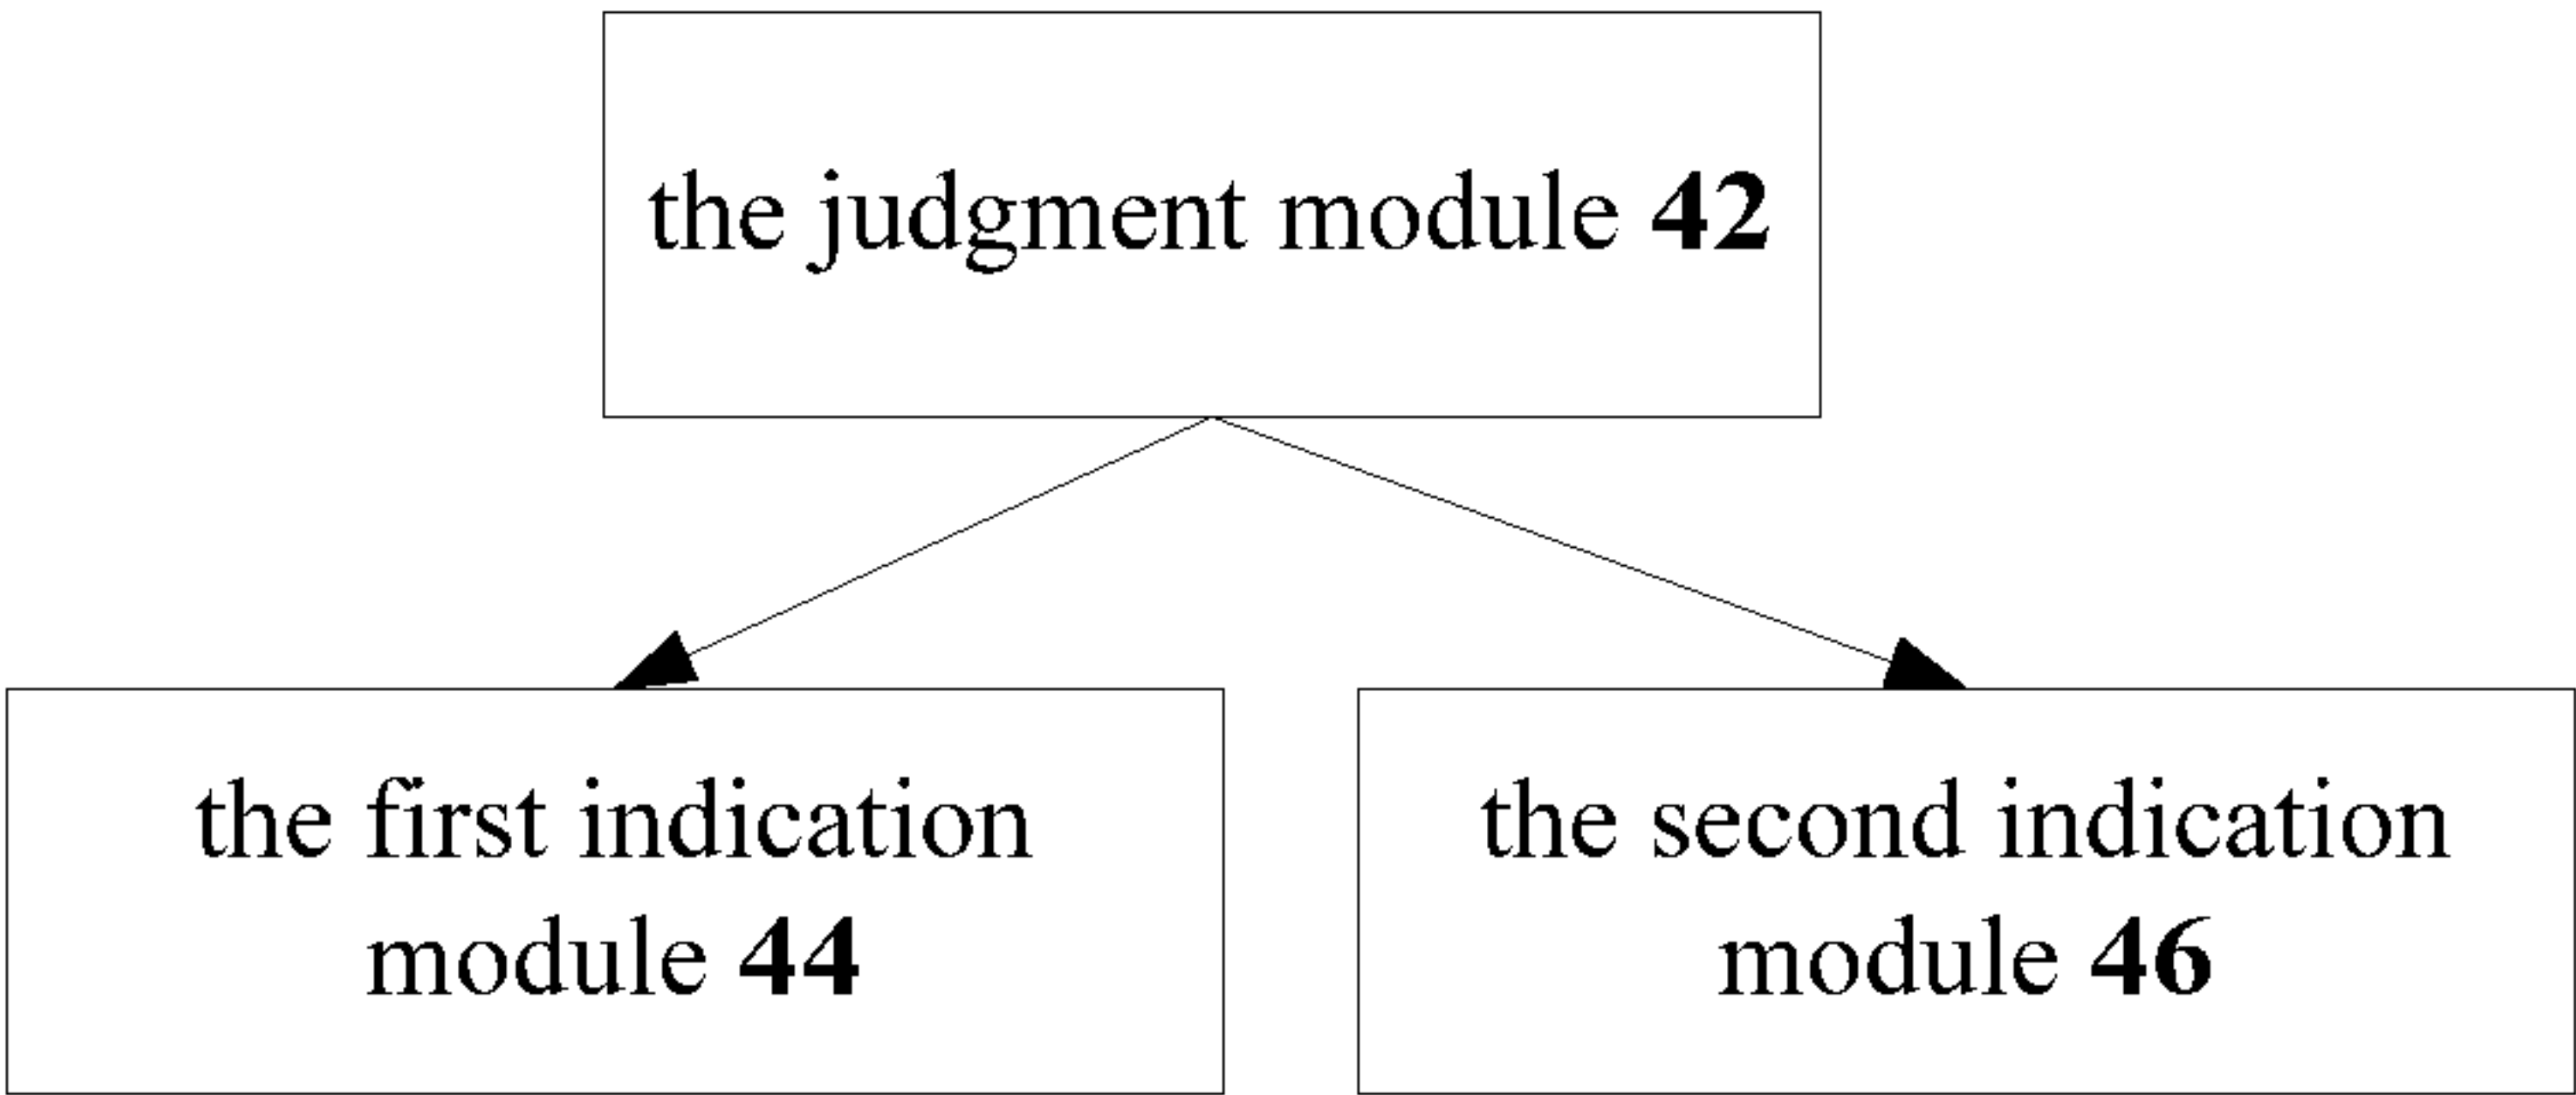 the judgment module 42
the first indication
module 44
the second indication
module 46